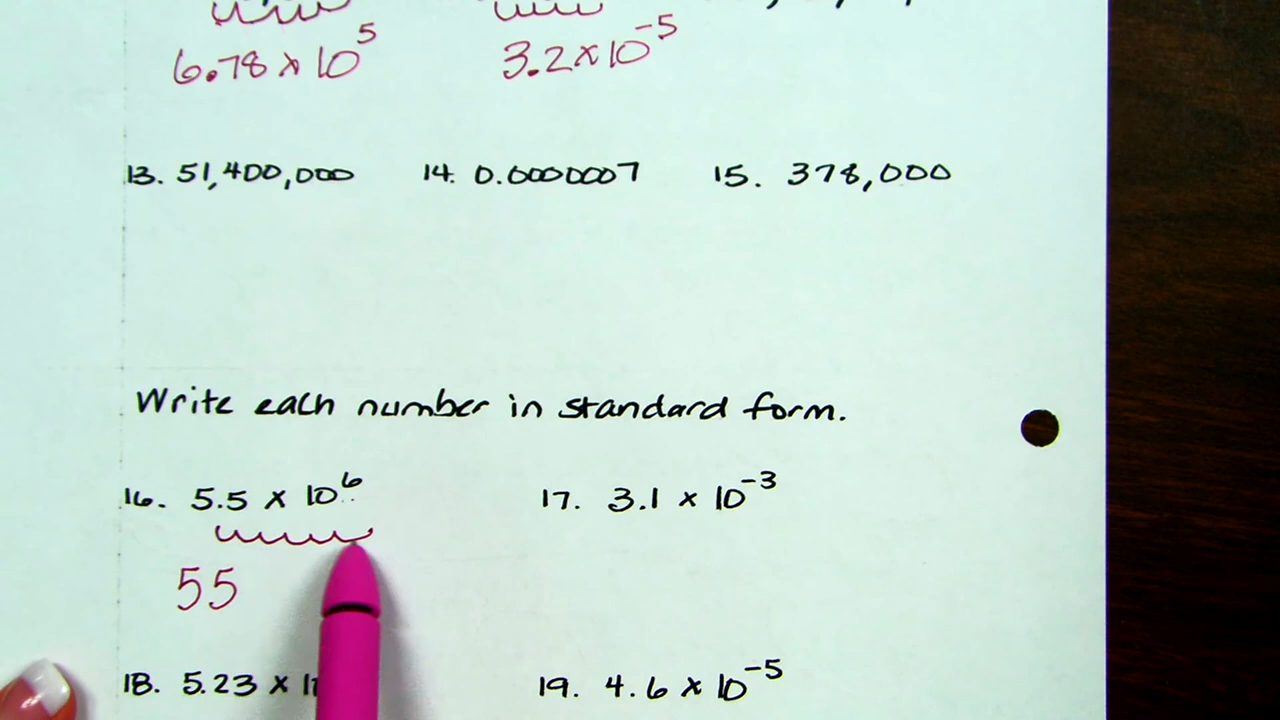 6.78 x 10^5 3.2 x 10^-5
13. 51,400,000 14. 0.0000007 15. 378,000
Write each number in standard form.
16. 5.5 x 10^6 17. 3.1 x 10^-3
55
18. 5.23 x 19. 4.6 x 10^-5